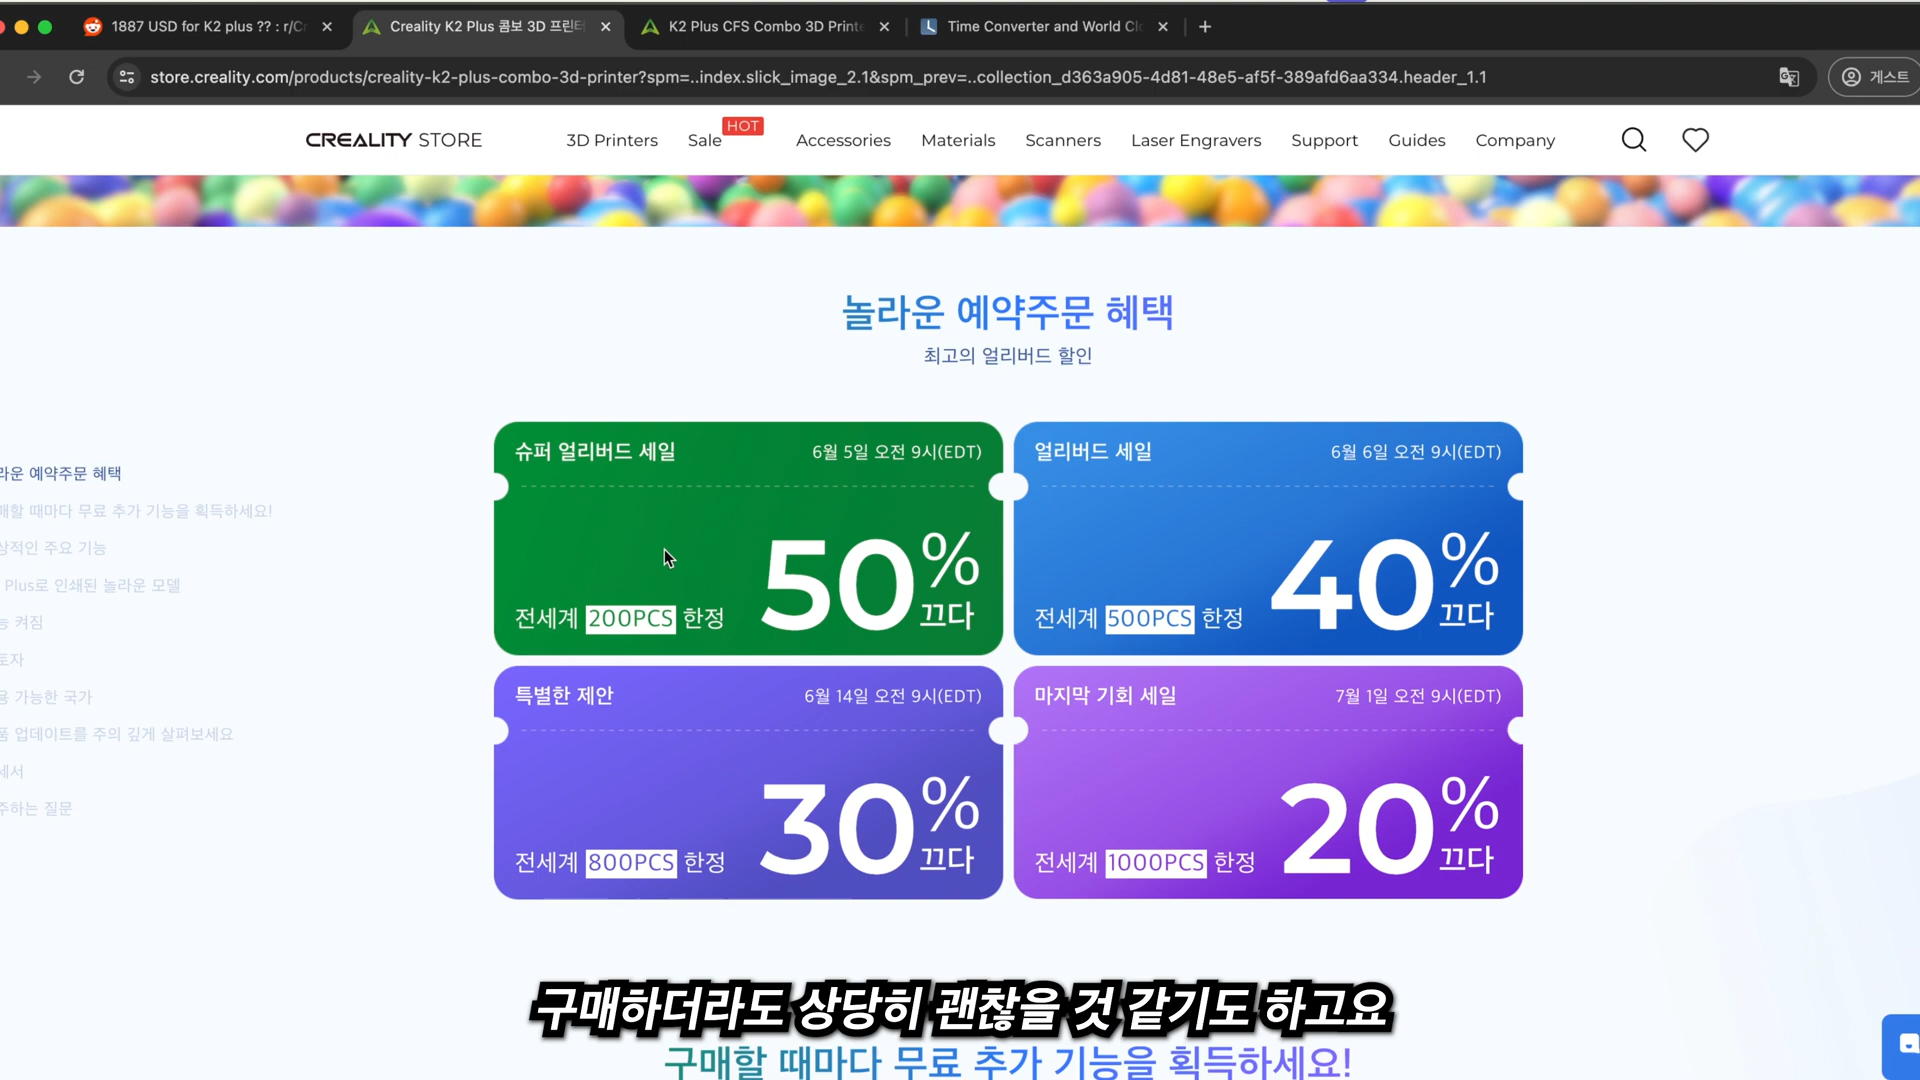 1887 USD for K2 plus ?? : r/Cr
Creality K2 Plus 콤보 3D 프린터
K2 Plus CFS Combo 3D Printe
Time Converter and World Clo
store.creality.com/products/creality-k2-plus-combo-3d-printer?spm=..index.slick_image_2.1&spm_prev=..collection_d363a905-4d81-48e5-af5f-389afd6aa334.header_1.1
게스트
CREALITY STORE
3D Printers
Sale
HOT
Accessories
Materials
Scanners
Laser Engravers
Support
Guides
Company
놀라운 예약주문 혜택
최고의 얼리버드 할인
라운 예약주문 혜택
매할 때마다 무료 추가 기능을 획득하세요!
상적인 주요 기능
Plus로 인쇄된 놀라운 모델
능 켜짐
토자
용 가능한 국가
품 업데이트를 주의 깊게 살펴보세요
세서
주하는 질문
슈퍼 얼리버드 세일
6월 5일 오전 9시(EDT)
50%
끄다
전세계 200PCS 한정
얼리버드 세일
6월 6일 오전 9시(EDT)
40%
끄다
전세계 500PCS 한정
특별한 제안
6월 14일 오전 9시(EDT)
30%
끄다
전세계 800PCS 한정
마지막 기회 세일
7월 1일 오전 9시(EDT)
20%
끄다
전세계 1000PCS 한정
구매하더라도 상당히 괜찮을 것 같기도 하고요
구매할 때마다 무료 추가 기능을 획득하세요!